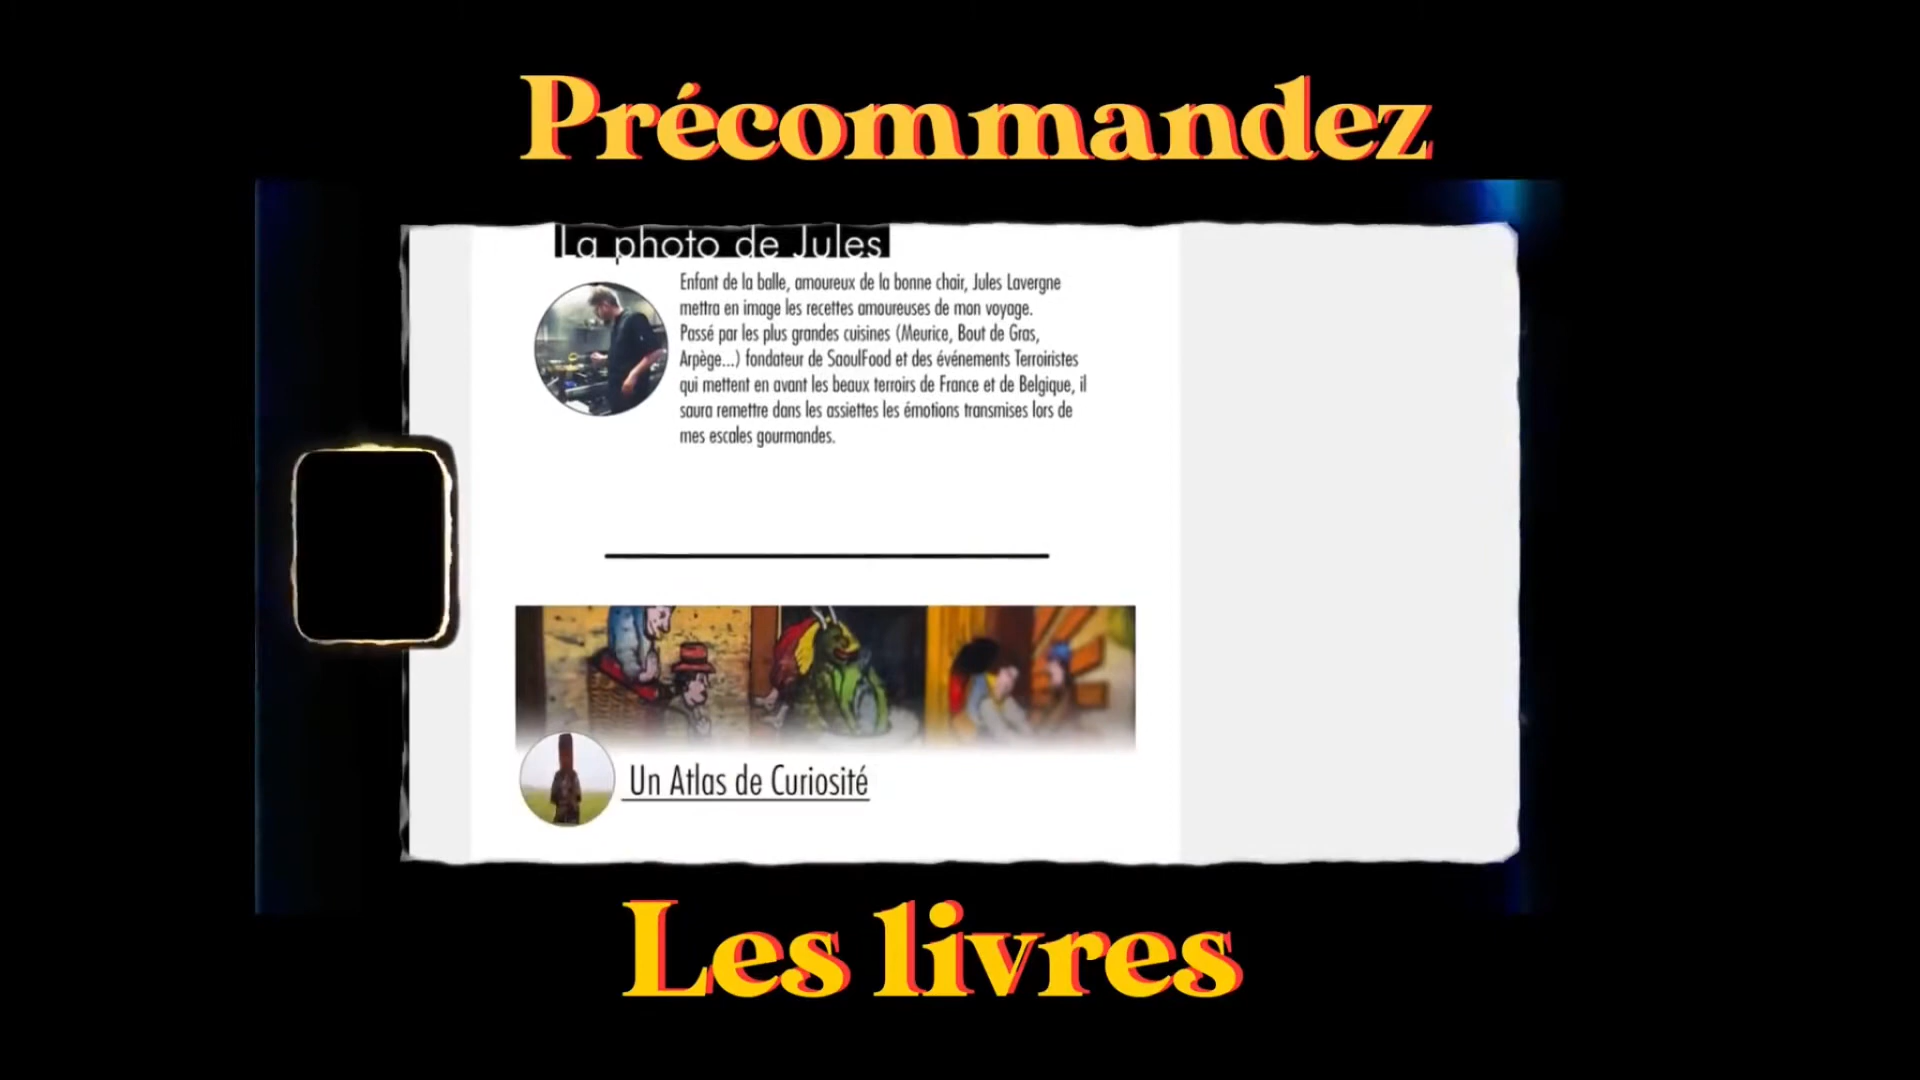 Précommandez
La photo de Jules
Enfant de la balle, amoureux de la bonne chair, Jules Lavergne
mettra en image les recettes amoureuses de mon voyage.
Passé par les plus grandes cuisines (Meurice, Bout de Gras,
Arpège...) fondateur de SaoulFood et des événements Terroiristes
qui mettent en avant les beaux terroirs de France et de Belgique, il
saura remettre dans les assiettes les émotions transmises lors de
mes escales gourmandes.
Un Atlas de Curiosité
Les livres